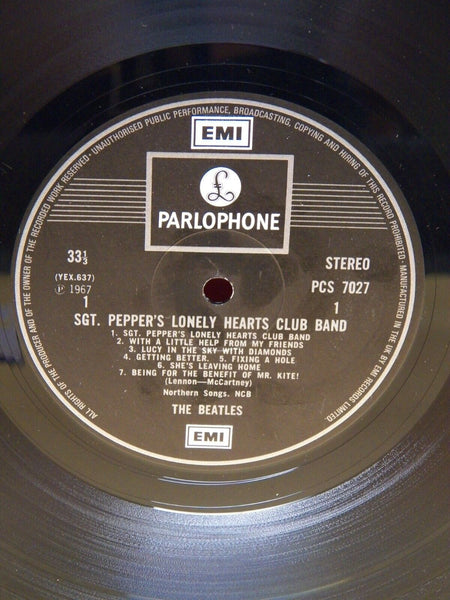 ALL RIGHTS OF THE PRODUCER AND OF THE OWNER OF THE RECORDED WORK RESERVED · UNAUTHORISED PUBLIC PERFORMANCE, BROADCASTING, COPYING AND HIRING OF THIS RECORD PROHIBITED · MANUFACTURED IN THE U.K. BY EMI RECORDS LIMITED.
EMI
£
PARLOPHONE
33⅓
STEREO
(YEX.637)
PCS 7027
℗ 1967
1
1
SGT. PEPPER'S LONELY HEARTS CLUB BAND
1. SGT. PEPPER'S LONELY HEARTS CLUB BAND
2. WITH A LITTLE HELP FROM MY FRIENDS
3. LUCY IN THE SKY WITH DIAMONDS
4. GETTING BETTER. 5. FIXING A HOLE
6. SHE'S LEAVING HOME
7. BEING FOR THE BENEFIT OF MR. KITE!
(Lennon—McCartney)
Northern Songs. NCB
THE BEATLES
EMI